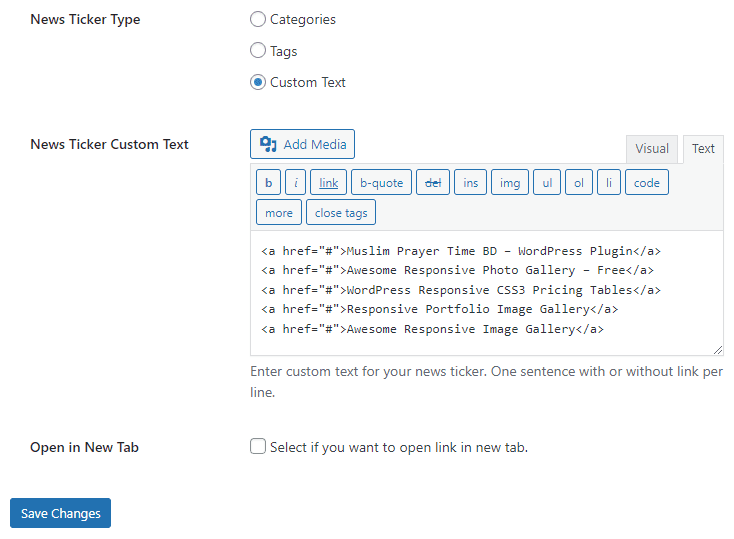 News Ticker Type
Categories
Tags
Custom Text
News Ticker Custom Text
Add Media
Visual Text
b i link b-quote del ins img ul ol li code
more close tags
<a href="#">Muslim Prayer Time BD – WordPress Plugin</a>
<a href="#">Awesome Responsive Photo Gallery – Free</a>
<a href="#">WordPress Responsive CSS3 Pricing Tables</a>
<a href="#">Responsive Portfolio Image Gallery</a>
<a href="#">Awesome Responsive Image Gallery</a>
Enter custom text for your news ticker. One sentence with or without link per
line.
Open in New Tab
Select if you want to open link in new tab.
Save Changes